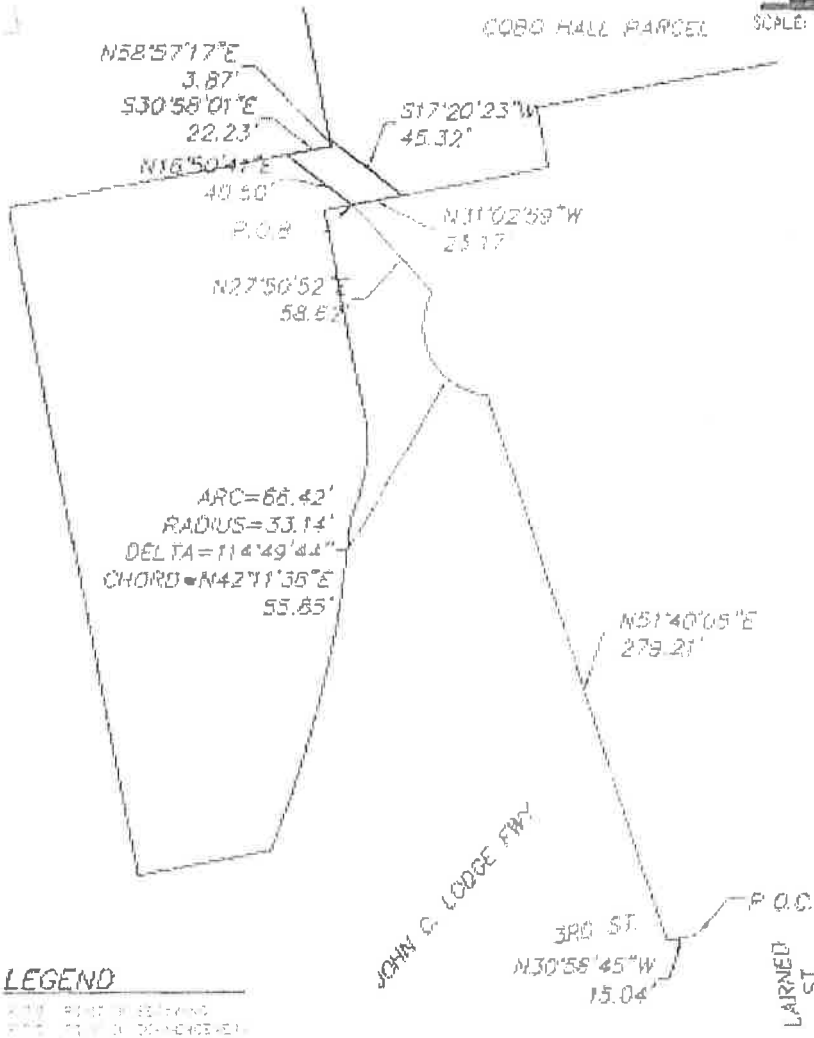 COBO HALL PARCEL
SCALE:
N58°57'17"E
3.87'
S30°58'01"E
22.23'
S17°20'23"W
45.32'
N16°50'47"E
40.50'
P.O.B
N31°02'59"W
23.17'
N27°50'52"E
58.62'
ARC=66.42'
RADIUS=33.14'
DELTA=114°49'44"
CHORD=N42°11'36"E
55.85'
N51°40'05"E
279.21'
JOHN C. LODGE FWY.
3RD ST.
P.O.C.
N30°58'45"W
15.04'
LARNED
ST
LEGEND